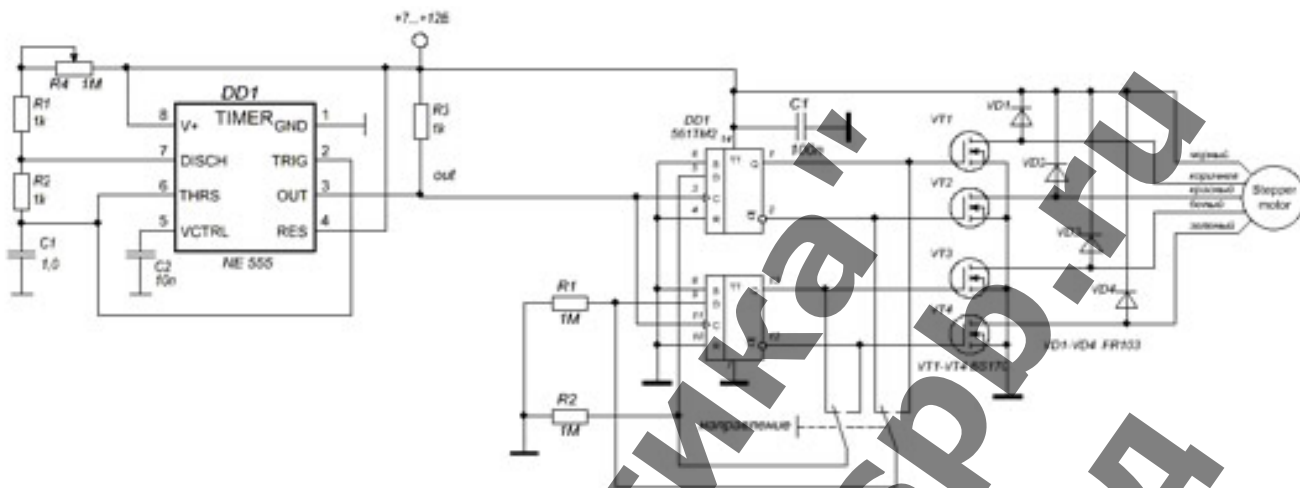 +7...+12В
R4 1M
R1
1k
R2
1k
C1
1,0
DD1
TIMER
8 V+
GND 1
7 DISCH
TRIG 2
6 THRS
OUT 3
5 VCTRL
RES 4
NE 555
C2
10n
R3
1k
out
DD1
561TM2
14
C1
100n
R1
1M
R2
1M
направление
VT1
VT2
VT3
VT4
VD1
VD2
VD4
VD1-VD4 FR103
VT1-VT4 BS170
черный
коричнев
красный
белый
зеленый
Stepper
motor